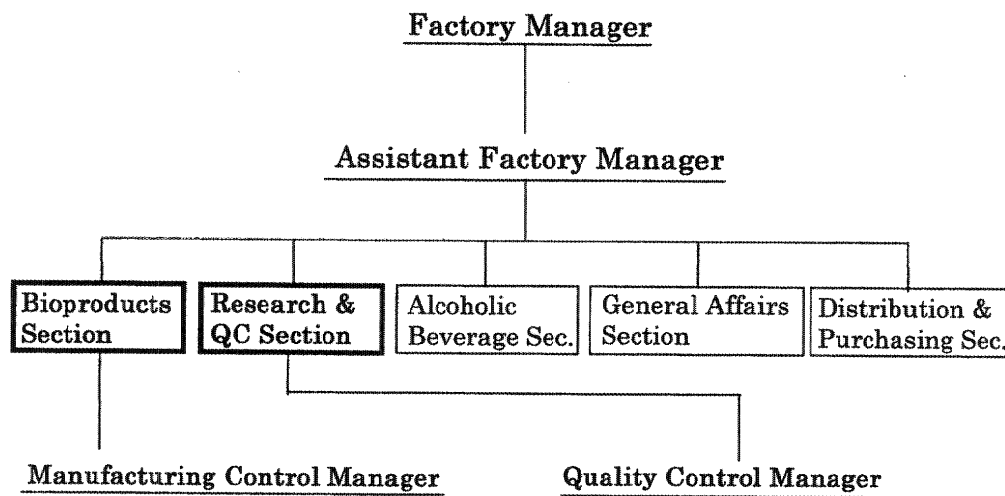 Factory Manager
Assistant Factory Manager
Bioproducts
Section
Research &
QC Section
Alcoholic
Beverage Sec.
General Affairs
Section
Distribution &
Purchasing Sec.
Manufacturing Control Manager
Quality Control Manager